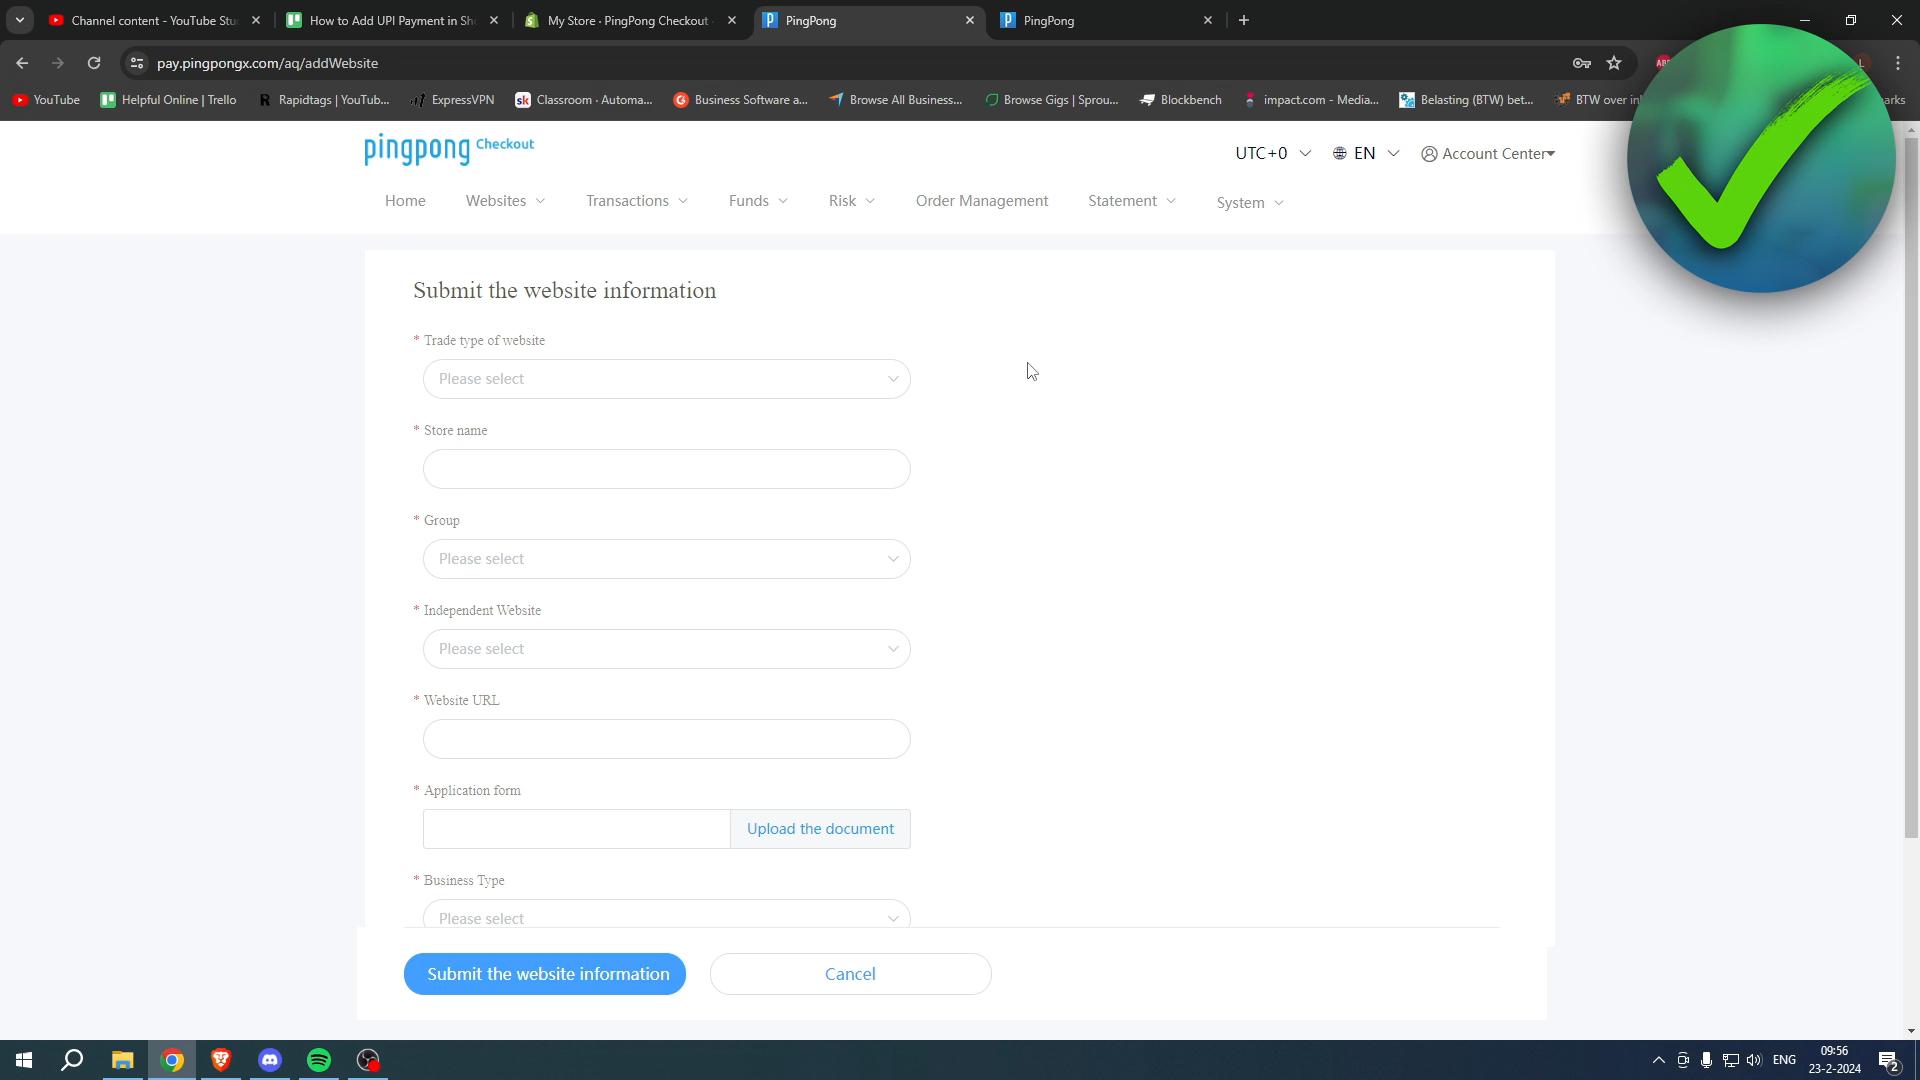 Channel content - YouTube Stu
How to Add UPI Payment in Sh
My Store · PingPong Checkout ·
PingPong
PingPong
pay.pingpongx.com/aq/addWebsite
YouTube
Helpful Online | Trello
Rapidtags | YouTub...
ExpressVPN
Classroom · Automa...
Business Software a...
Browse All Business...
Browse Gigs | Sprou...
Blockbench
impact.com - Media...
Belasting (BTW) bet...
BTW over in
arks
pingpong Checkout
UTC+0
EN
Account Center
Home
Websites
Transactions
Funds
Risk
Order Management
Statement
System
Submit the website information
* Trade type of website
Please select
* Store name
* Group
Please select
* Independent Website
Please select
* Website URL
* Application form
Upload the document
* Business Type
Please select
Submit the website information
Cancel
ENG
09:56
23-2-2024
2